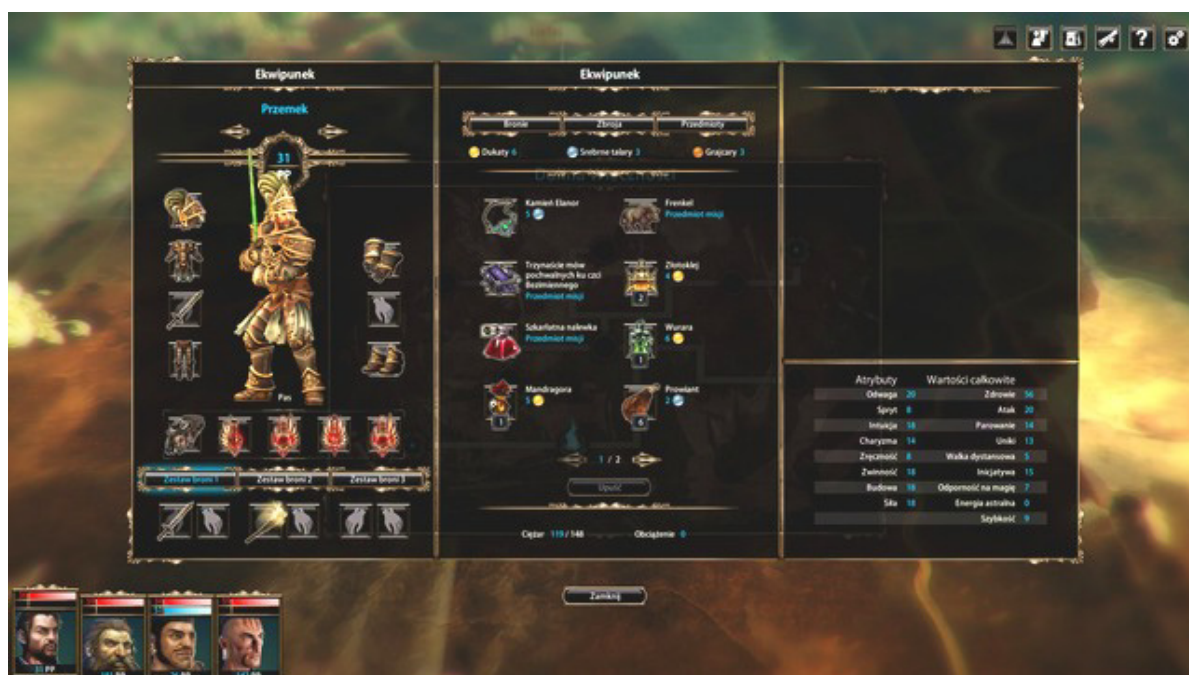 Ekwipunek
Przemek
31
PP
Pas
Zestaw broni 1 Zestaw broni 2 Zestaw broni 3
Ekwipunek
Bronie Zbroja Przedmioty
Dukaty 6 Srebrne talary 3 Grajcary 3
Kamień Elanor
5
Frenkel
Przedmiot misji
Trzynaście mów
pochwalnych ku czci
Bezimiennego
Przedmiot misji
Złotoklej
4
2
Szkarłatna nalewka
Przedmiot misji
Wurara
6
1
Mandragora
5
1
Prowiant
2
6
1 / 2
Upuść
Ciężar 119 / 148 Obciążenie 0
Atrybuty Wartości całkowite
Odwaga 20 Zdrowie 56
Spryt 8 Atak 20
Intuicja 18 Parowanie 14
Charyzma 14 Uniki 13
Zręczność 8 Walka dystansowa 5
Zwinność 18 Inicjatywa 15
Budowa 18 Odporność na magię 7
Siła 18 Energia astralna 0
Szybkość 9
Zamknij
31 PP